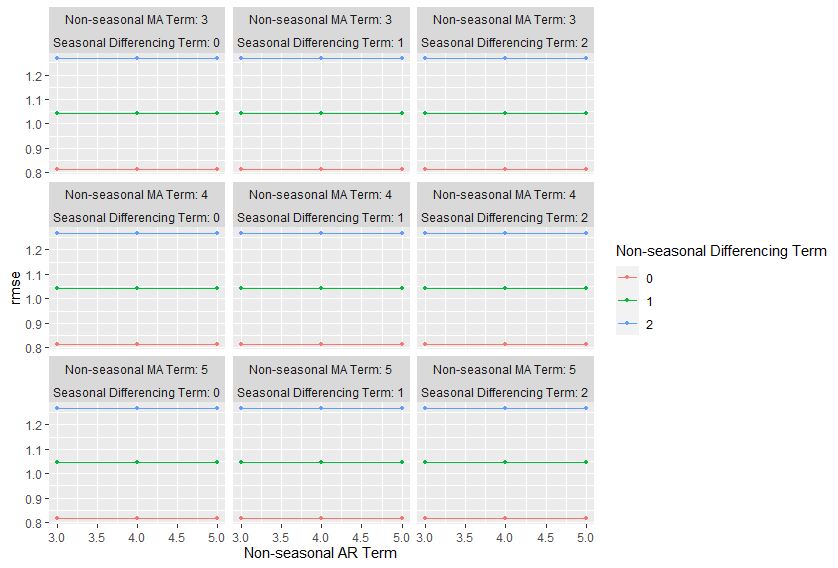 Non-seasonal MA Term: 3
Non-seasonal MA Term: 3
Non-seasonal MA Term: 3
Seasonal Differencing Term: 0
Seasonal Differencing Term: 1
Seasonal Differencing Term: 2
1.2
1.1
1.0
0.9
0.8
Non-seasonal MA Term: 4
Non-seasonal MA Term: 4
Non-seasonal MA Term: 4
Seasonal Differencing Term: 0
Seasonal Differencing Term: 1
Seasonal Differencing Term: 2
1.2
1.1
1.0
0.9
0.8
rmse
Non-seasonal MA Term: 5
Non-seasonal MA Term: 5
Non-seasonal MA Term: 5
Seasonal Differencing Term: 0
Seasonal Differencing Term: 1
Seasonal Differencing Term: 2
1.2
1.1
1.0
0.9
0.8
3.0 3.5 4.0 4.5 5.0
3.0 3.5 4.0 4.5 5.0
3.0 3.5 4.0 4.5 5.0
Non-seasonal AR Term
Non-seasonal Differencing Term
0
1
2